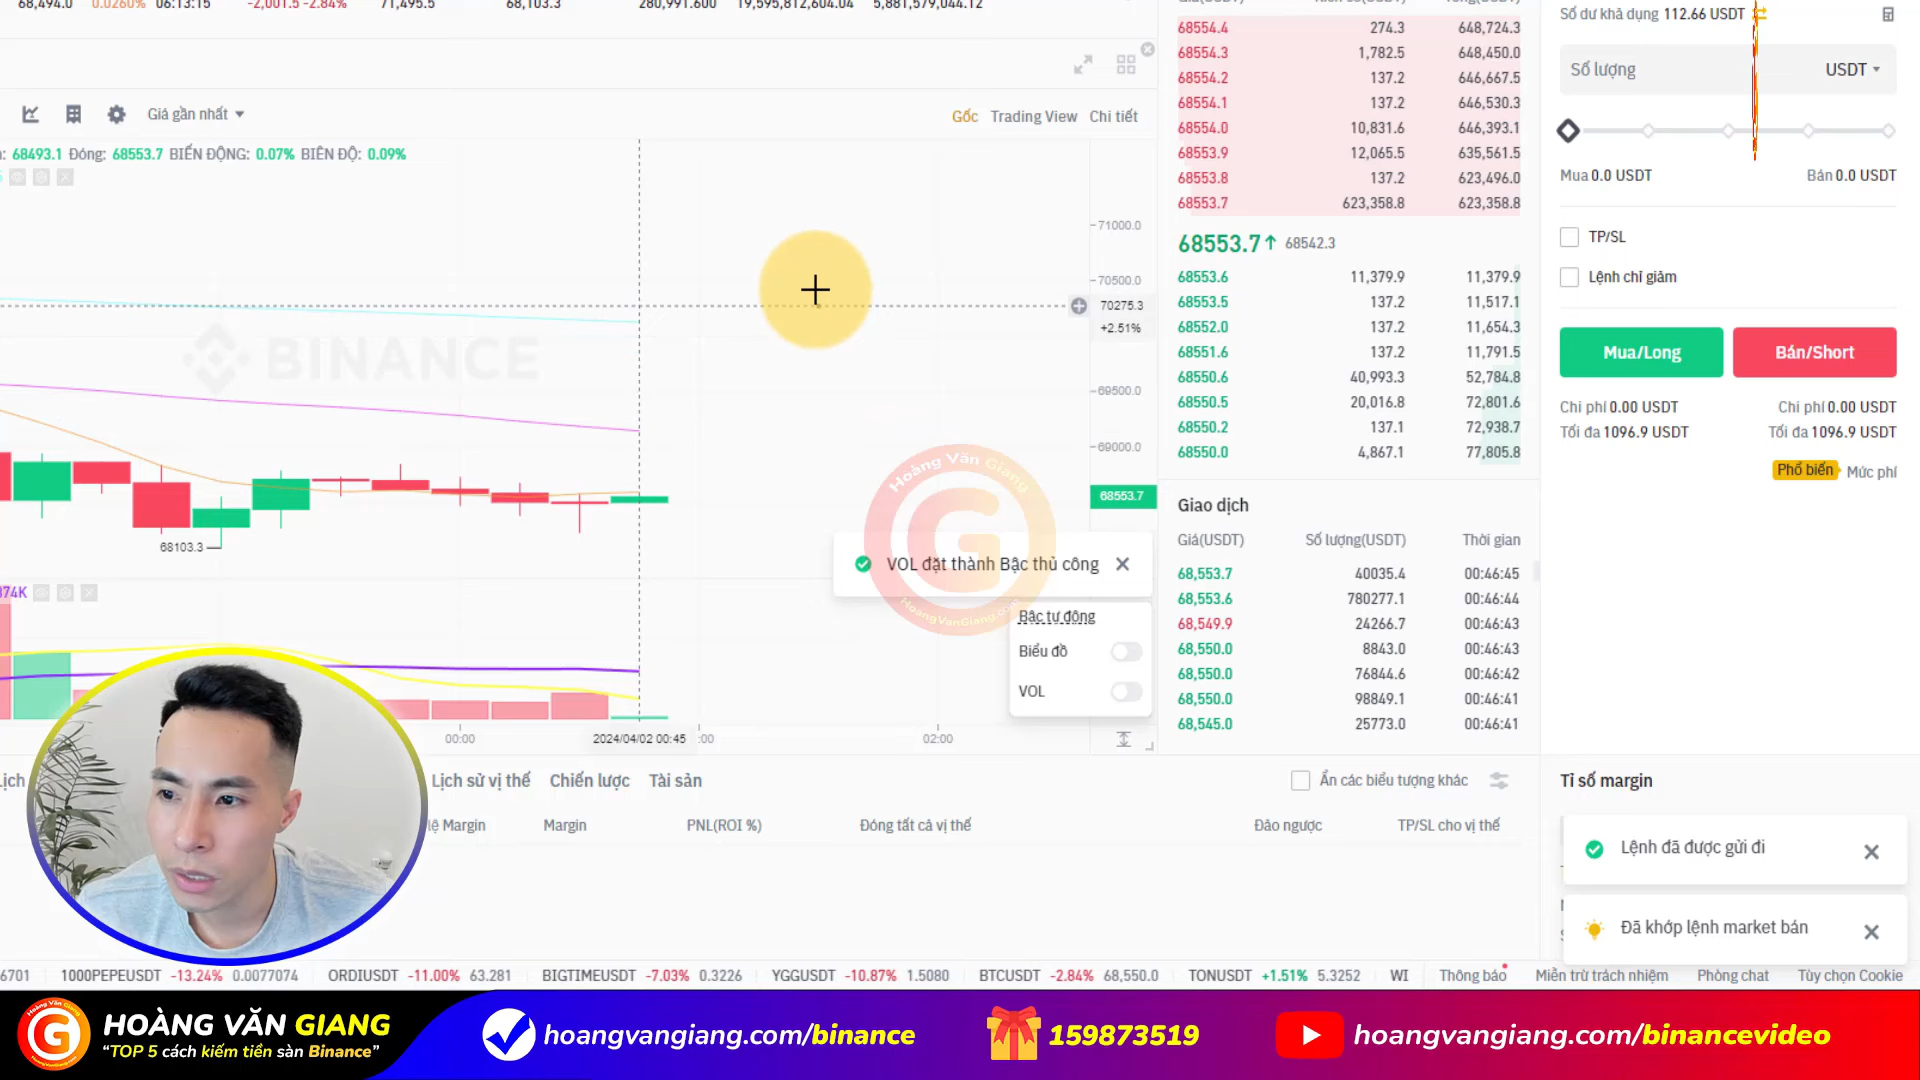 68,494.0 0.0260% 06:13:15 -2,001.5 -2.84% 71,495.5 68,103.3 280,991.600 19,595,812,604.04 5,881,579,044.12
Giá gần nhất
Gốc Trading View Chi tiết
68493.1 Đóng: 68553.7 BIẾN ĐỘNG: 0.07% BIÊN ĐỘ: 0.09%
BINANCE
71000.0
70500.0
70275.3
+2.51%
69500.0
69000.0
68553.7
68103.3
Hoàng Văn Giang
G
HoangVanGiang.com
VOL đặt thành Bậc thủ công
Bậc tự động
Biểu đồ
VOL
374K
00:00 2024/04/02 00:45 :00 02:00
Giá(USDT)
68554.4 274.3 648,724.3
68554.3 1,782.5 648,450.0
68554.2 137.2 646,667.5
68554.1 137.2 646,530.3
68554.0 10,831.6 646,393.1
68553.9 12,065.5 635,561.5
68553.8 137.2 623,496.0
68553.7 623,358.8 623,358.8
68553.7↑ 68542.3
68553.6 11,379.9 11,379.9
68553.5 137.2 11,517.1
68552.0 137.2 11,654.3
68551.6 137.2 11,791.5
68550.6 40,993.3 52,784.8
68550.5 20,016.8 72,801.6
68550.2 137.1 72,938.7
68550.0 4,867.1 77,805.8
Giao dịch
Giá(USDT) Số lượng(USDT) Thời gian
68,553.7 40035.4 00:46:45
68,553.6 780277.1 00:46:44
68,549.9 24266.7 00:46:43
68,550.0 8843.0 00:46:43
68,550.0 76844.6 00:46:42
68,550.0 98849.1 00:46:41
68,545.0 25773.0 00:46:41
Số dư khả dụng 112.66 USDT
Số lượng USDT
Mua 0.0 USDT Bán 0.0 USDT
TP/SL
Lệnh chỉ giảm
Mua/Long Bán/Short
Chi phí 0.00 USDT Chi phí 0.00 USDT
Tối đa 1096.9 USDT Tối đa 1096.9 USDT
Phổ biến Mức phí
Lịch sử vị thế Chiến lược Tài sản Ẩn các biểu tượng khác
Margin Margin PNL(ROI %) Đóng tất cả vị thế Đảo ngược TP/SL cho vị thế
Tỉ số margin
Lệnh đã được gửi đi
Đã khớp lệnh market bán
6701 1000PEPEUSDT -13.24% 0.0077074 ORDIUSDT -11.00% 63.281 BIGTIMEUSDT -7.03% 0.3226 YGGUSDT -10.87% 1.5080 BTCUSDT -2.84% 68,550.0 TONUSDT +1.51% 5.3252 WI Thông báo Miễn trừ trách nhiệm Phòng chat Tùy chọn Cookie
G
HOÀNG VĂN GIANG
“TOP 5 cách kiếm tiền sàn Binance”
hoangvangiang.com/binance
159873519
hoangvangiang.com/binancevideo